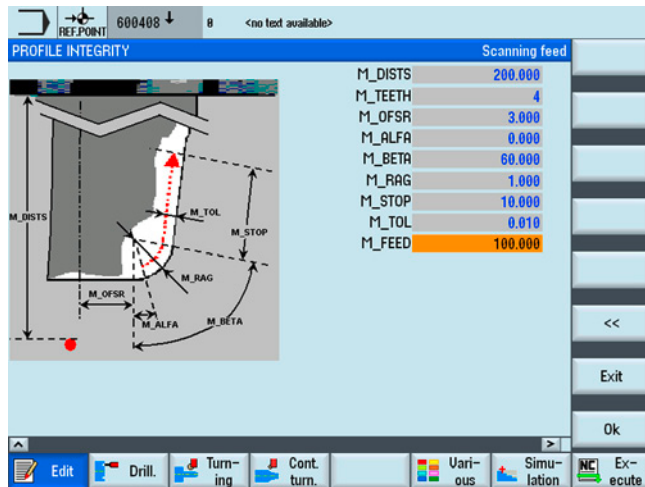 REF.POINT
600408
8
<no text available>
PROFILE INTEGRITY
Scanning feed
M_DISTS 200.000
M_TEETH 4
M_OFSR 3.000
M_ALFA 0.000
M_BETA 60.000
M_RAG 1.000
M_STOP 10.000
M_TOL 0.010
M_FEED 100.000
M_DISTS
M_TOL
M_STOP
M_RAG
M_OFSR
M_ALFA
M_BETA
<<
Exit
Ok
Edit
Drill.
Turn-
ing
Cont.
turn.
Vari-
ous
Simu-
lation
NC
Ex-
ecute